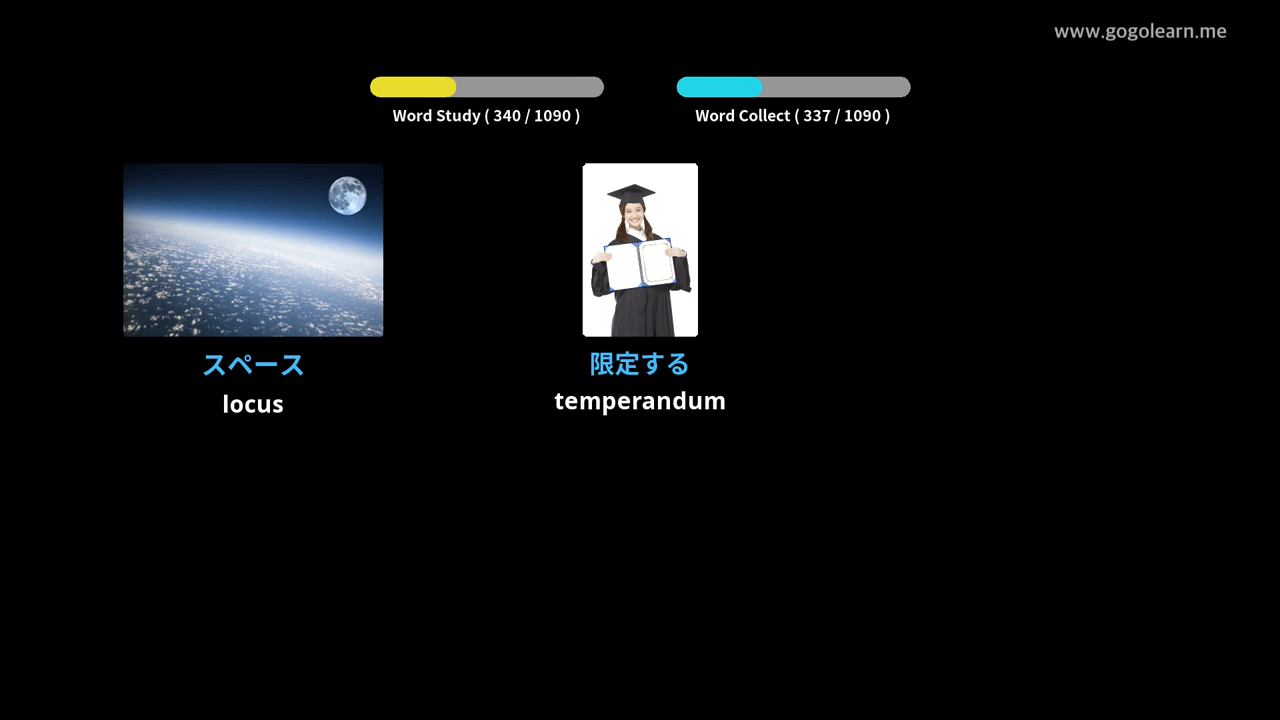 www.gogolearn.me
Word Study ( 340 / 1090 )
Word Collect ( 337 / 1090 )
スペース
locus
限定する
temperandum